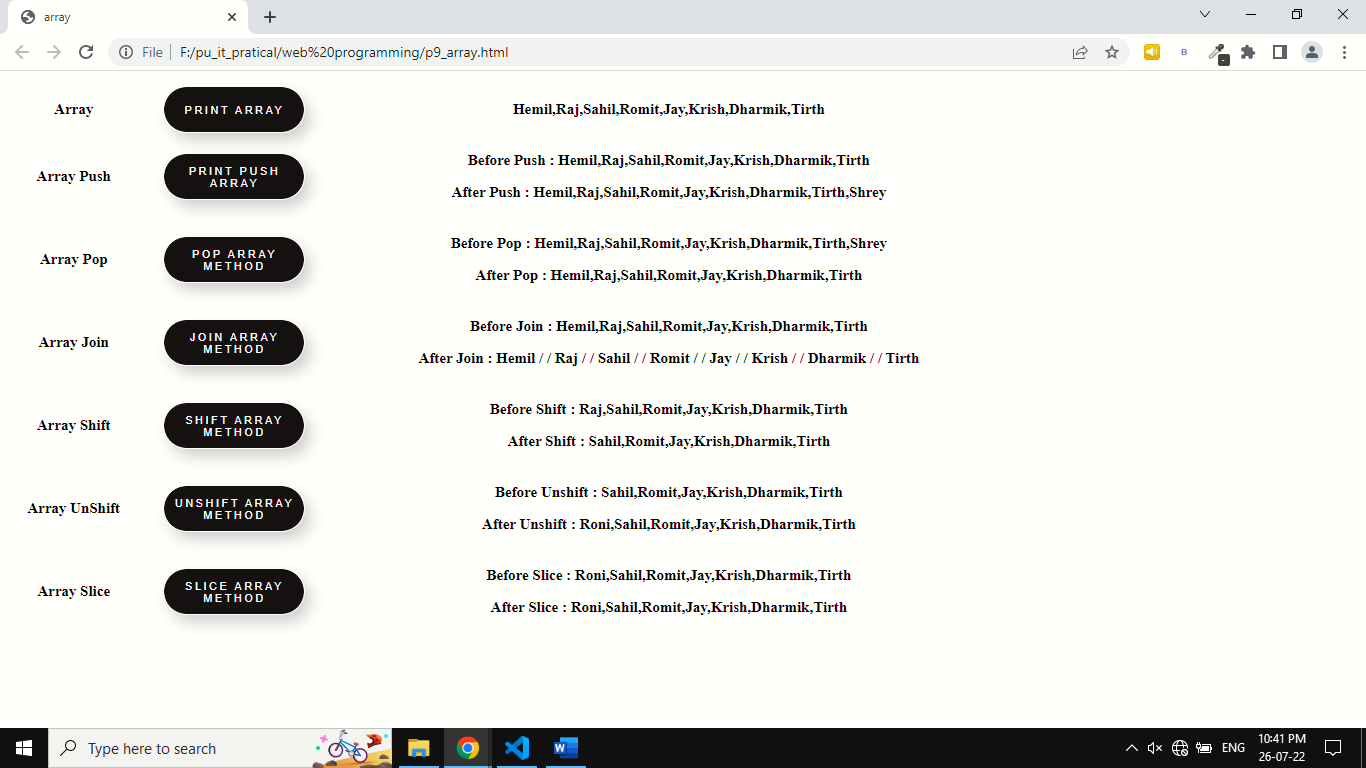 array
File
F:/pu_it_pratical/web%20programming/p9_array.html
B
Array
PRINT ARRAY
Hemil,Raj,Sahil,Romit,Jay,Krish,Dharmik,Tirth
Array Push
PRINT PUSH
ARRAY
Before Push : Hemil,Raj,Sahil,Romit,Jay,Krish,Dharmik,Tirth
After Push : Hemil,Raj,Sahil,Romit,Jay,Krish,Dharmik,Tirth,Shrey
Array Pop
POP ARRAY
METHOD
Before Pop : Hemil,Raj,Sahil,Romit,Jay,Krish,Dharmik,Tirth,Shrey
After Pop : Hemil,Raj,Sahil,Romit,Jay,Krish,Dharmik,Tirth
Array Join
JOIN ARRAY
METHOD
Before Join : Hemil,Raj,Sahil,Romit,Jay,Krish,Dharmik,Tirth
After Join : Hemil / / Raj / / Sahil / / Romit / / Jay / / Krish / / Dharmik / / Tirth
Array Shift
SHIFT ARRAY
METHOD
Before Shift : Raj,Sahil,Romit,Jay,Krish,Dharmik,Tirth
After Shift : Sahil,Romit,Jay,Krish,Dharmik,Tirth
Array UnShift
UNSHIFT ARRAY
METHOD
Before Unshift : Sahil,Romit,Jay,Krish,Dharmik,Tirth
After Unshift : Roni,Sahil,Romit,Jay,Krish,Dharmik,Tirth
Array Slice
SLICE ARRAY
METHOD
Before Slice : Roni,Sahil,Romit,Jay,Krish,Dharmik,Tirth
After Slice : Roni,Sahil,Romit,Jay,Krish,Dharmik,Tirth
Type here to search
W
ENG
10:41 PM
26-07-22